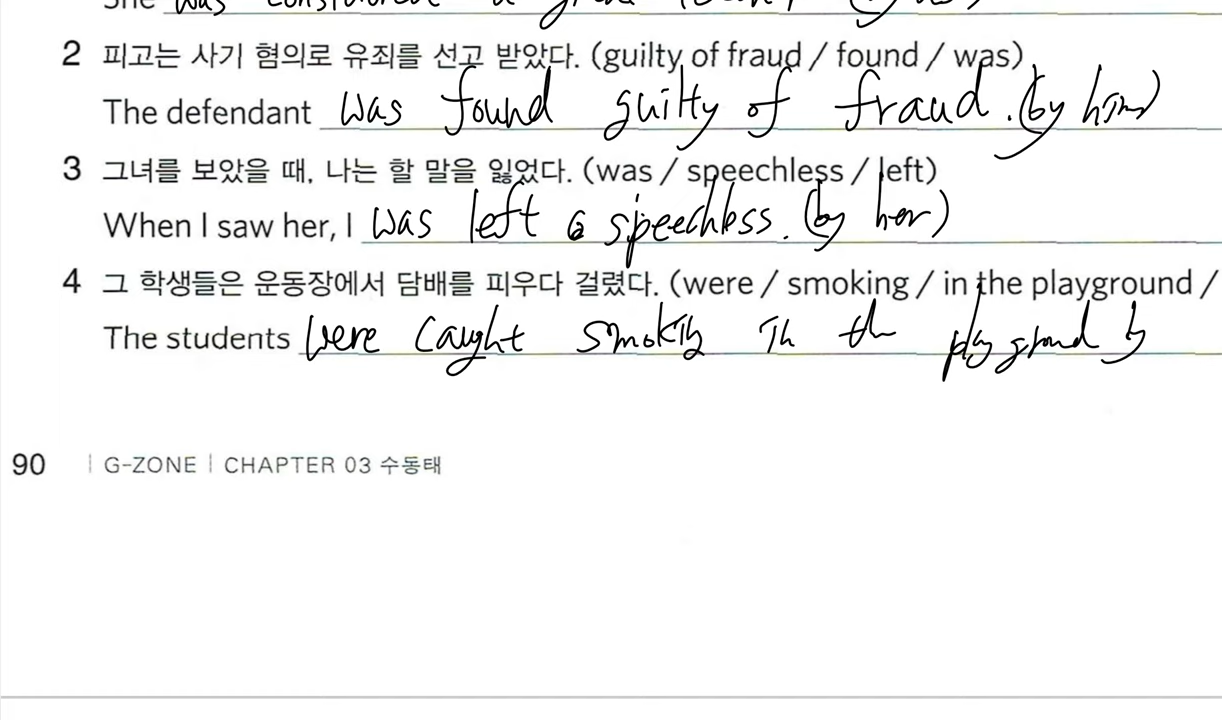 She was considered a great
2 피고는 사기 혐의로 유죄를 선고 받았다. (guilty of fraud / found / was)
The defendant was found guilty of fraud. (by him)
3 그녀를 보았을 때, 나는 할 말을 잃었다. (was / speechless / left)
When I saw her, I was left a speechless. (by her)
4 그 학생들은 운동장에서 담배를 피우다 걸렸다. (were / smoking / in the playground /
The students were caught smoking in the playground by
90 | G-ZONE | CHAPTER 03 수동태